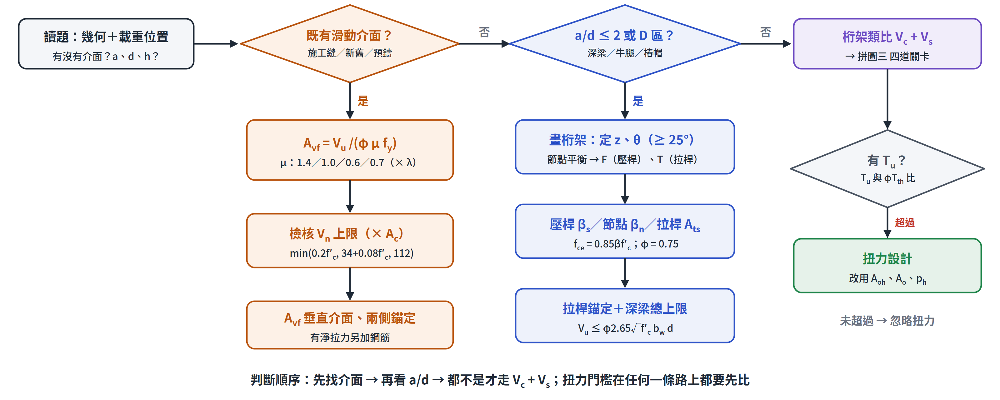 讀題：幾何＋載重位置
有沒有介面？a、d、h？
既有滑動介面？
施工縫／新舊／預鑄
否
a/d ≤ 2 或 D 區？
深梁／牛腿／樁帽
否
桁架類比 Vc + Vs
→ 拼圖三 四道關卡
是
是
Avf = Vu /(ϕ μ fy)
μ：1.4／1.0／0.6／0.7（× λ）
畫桁架：定 z、θ（≥ 25°）
節點平衡 → F（壓桿）、T（拉桿）
有 Tu？
Tu 與 ϕTth 比
檢核 Vn 上限（× Ac）
min(0.2f′c, 34+0.08f′c, 112)
壓桿 βs／節點 βn／拉桿 Ats
fce = 0.85βf′c；ϕ = 0.75
超過
扭力設計
改用 Aoh、Ao、ph
Avf 垂直介面、兩側錨定
有淨拉力另加鋼筋
拉桿錨定＋深梁總上限
Vu ≤ ϕ2.65√f′c bw d
未超過 → 忽略扭力
判斷順序：先找介面 → 再看 a/d → 都不是才走 Vc + Vs；扭力門檻在任何一條路上都要先比